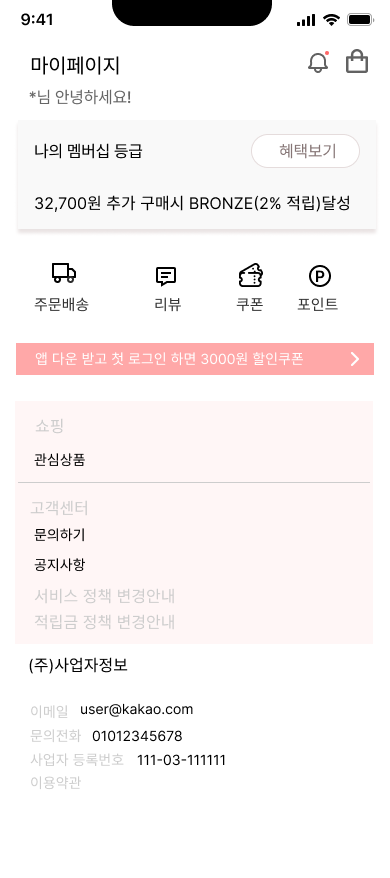 9:41
마이페이지
*님 안녕하세요!
나의 멤버십 등급
혜택보기
32,700원 추가 구매시 BRONZE(2% 적립)달성
주문배송 리뷰 쿠폰 포인트
앱 다운 받고 첫 로그인 하면 3000원 할인쿠폰
쇼핑
관심상품
고객센터
문의하기
공지사항
서비스 정책 변경안내
적립금 정책 변경안내
(주)사업자정보
이메일 user@kakao.com
문의전화 01012345678
사업자 등록번호 111-03-111111
이용약관